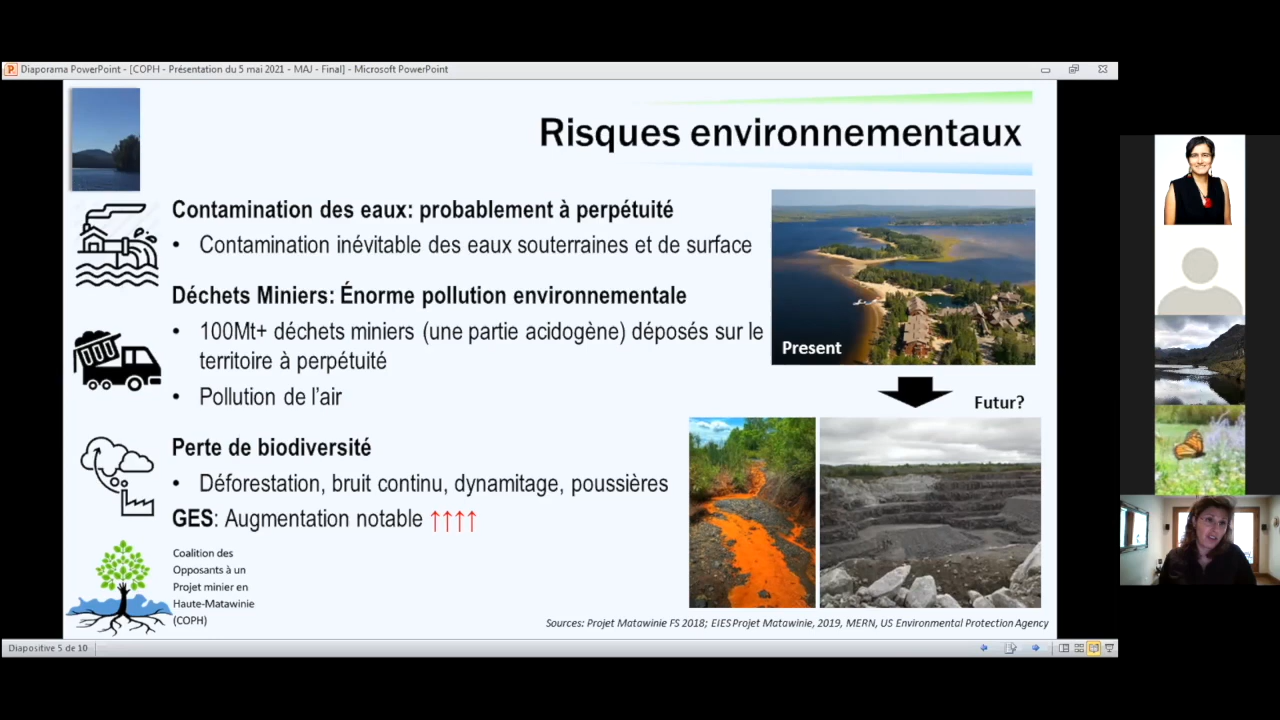 Diaporama PowerPoint - [COPH - Présentation du 5 mai 2021 - MAJ - Final] - Microsoft PowerPoint
Risques environnementaux
Contamination des eaux: probablement à perpétuité
• Contamination inévitable des eaux souterraines et de surface
Déchets Miniers: Énorme pollution environnementale
• 100Mt+ déchets miniers (une partie acidogène) déposés sur le
territoire à perpétuité
• Pollution de l'air
Present
Futur?
Perte de biodiversité
• Déforestation, bruit continu, dynamitage, poussières
GES: Augmentation notable ↑↑↑↑
Coalition des
Opposants à un
Projet minier en
Haute-Matawinie
(COPH)
Sources: Projet Matawinie FS 2018; EIES Projet Matawinie, 2019, MERN, US Environmental Protection Agency
Diapositive 5 de 10